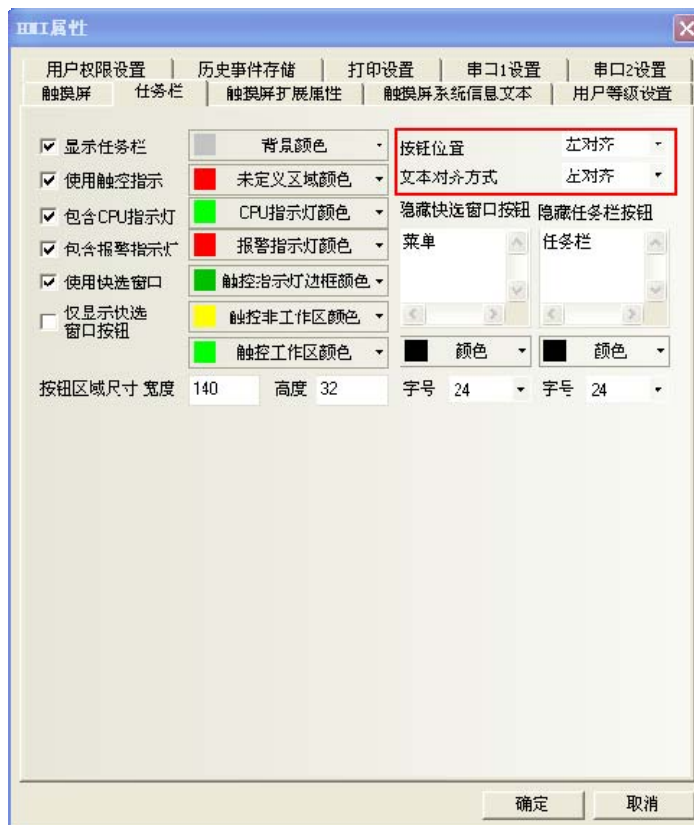 HMI属性
用户权限设置 历史事件存储 打印设置 串口1设置 串口2设置
触摸屏 任务栏 触摸屏扩展属性 触摸屏系统信息文本 用户等级设置
显示任务栏 背景颜色 按钮位置 左对齐
使用触控指示 未定义区域颜色 文本对齐方式 左对齐
包含CPU指示灯 CPU指示灯颜色 隐藏快选窗口按钮 隐藏任务栏按钮
包含报警指示灯 报警指示灯颜色 菜单 任务栏
使用快选窗口 触控指示灯边框颜色
仅显示快选 触控非工作区颜色
窗口按钮
触控工作区颜色 颜色 颜色
按钮区域尺寸 宽度 140 高度 32 字号 24 字号 24
确定 取消